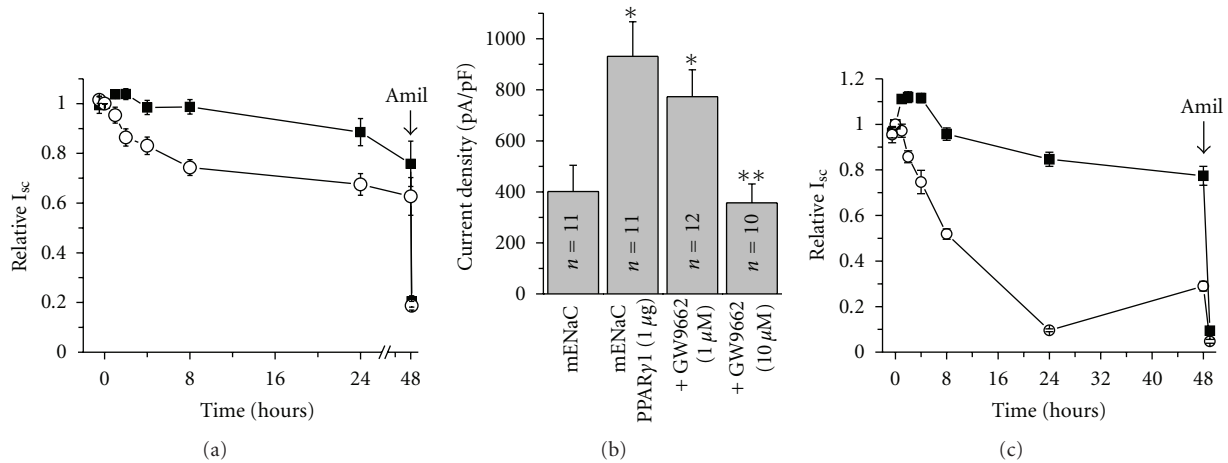 1.2
1
0.8
0.6
0.4
0.2
0
Relative I_sc
Amil
0
8
16
24
48
Time (hours)
(a)
1000
800
600
400
200
0
Current density (pA/pF)
*
*
**
n = 11
n = 11
n = 12
n = 10
mENaC
mENaC
PPARγ1 (1 μg)
+ GW9662
(1 μM)
+ GW9662
(10 μM)
(b)
1.2
1
0.8
0.6
0.4
0.2
0
Relative I_sc
Amil
0
8
16
24
32
40
48
Time (hours)
(c)